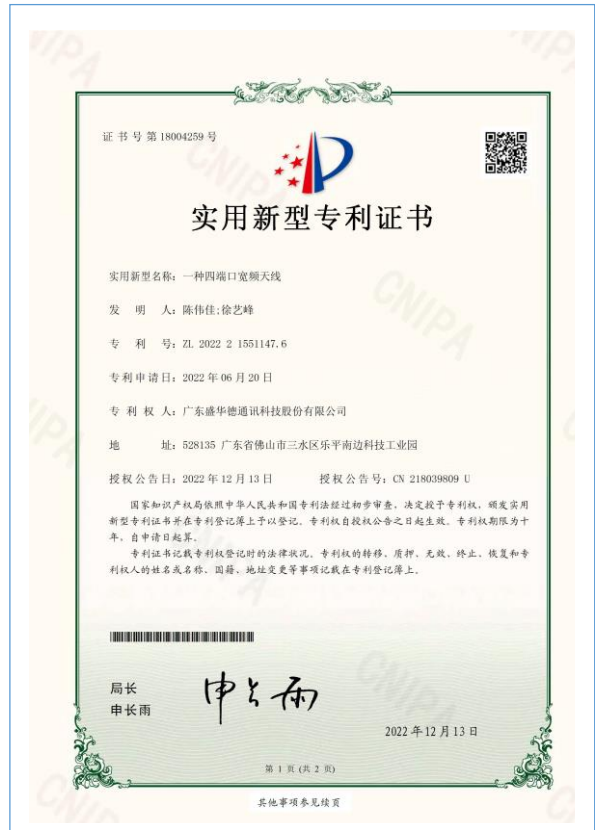 证书号第18004259号
实用新型专利证书
实用新型名称：一种四端口宽频天线
发 明 人：陈伟佳;徐艺峰
专 利 号：ZL 2022 2 1551147.6
专利申请日：2022年06月20日
专 利 权 人：广东盛华德通讯科技股份有限公司
地 址：528135 广东省佛山市三水区乐平南边科技工业园
授权公告日：2022年12月13日 授权公告号：CN 218039809 U
国家知识产权局依照中华人民共和国专利法经过初步审查，决定授予专利权，颁发实用
新型专利证书并在专利登记簿上予以登记。专利权自授权公告之日起生效。专利权期限为十
年，自申请日起算。
专利证书记载专利权登记时的法律状况。专利权的转移、质押、无效、终止、恢复和专
利权人的姓名或名称、国籍、地址变更等事项记载在专利登记簿上。
局长
申长雨
申长雨
2022年12月13日
第 1 页 (共 2 页)
其他事项参见续页
CNIPA